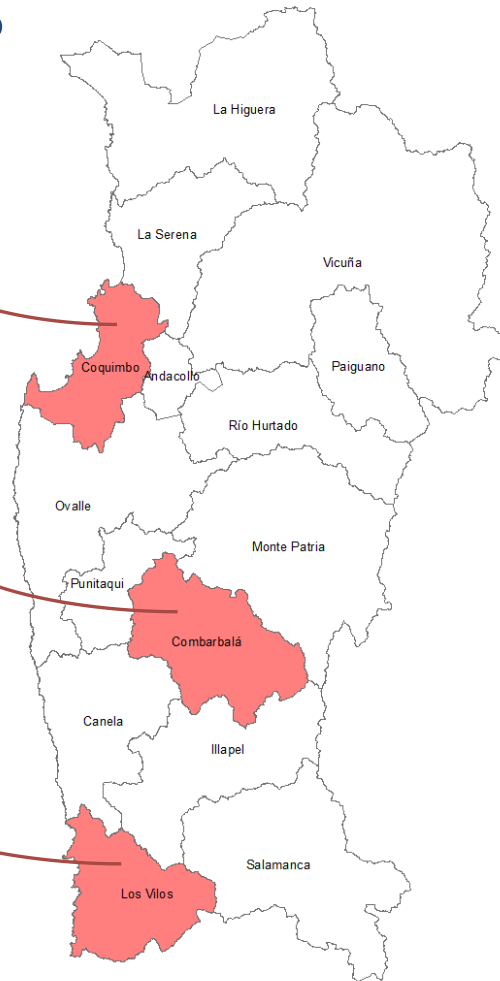 La Higuera
La Serena
Vicuña
Coquimbo
Andacollo
Paiguano
Río Hurtado
Ovalle
Monte Patria
Punitaqui
Combarbalá
Canela
Illapel
Salamanca
Los Vilos